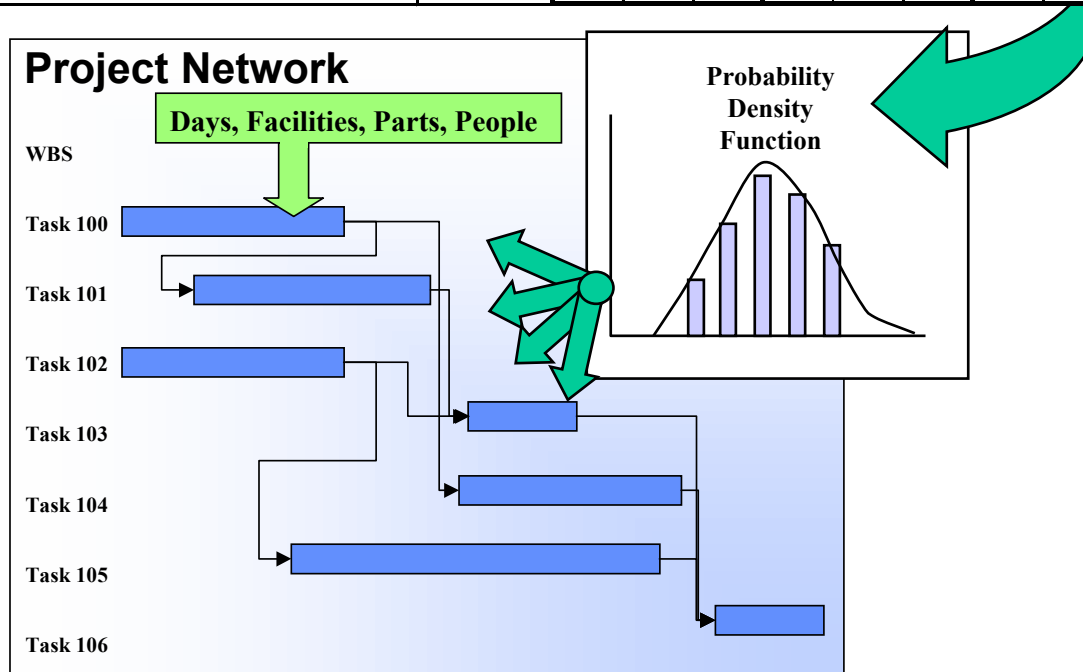 Project Network
Days, Facilities, Parts, People
WBS
Task 100
Task 101
Task 102
Task 103
Task 104
Task 105
Task 106
Probability
Density
Function